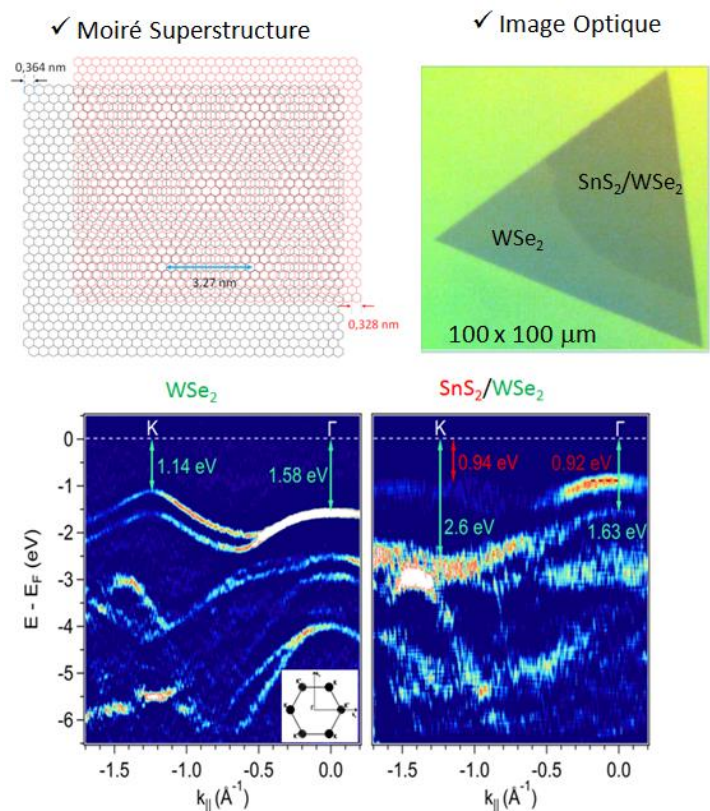 ✓ Moiré Superstructure
✓ Image Optique
0,364 nm
3,27 nm
0,328 nm
SnS₂/WSe₂
WSe₂
100 x 100 µm
WSe₂
SnS₂/WSe₂
K Γ
K Γ
1.14 eV
1.58 eV
0.94 eV
0.92 eV
2.6 eV
1.63 eV
E - E_F (eV)
0
-1
-2
-3
-4
-5
-6
-1.5 -1.0 -0.5 0.0
-1.5 -1.0 -0.5 0.0
k|| (Å⁻¹)
k|| (Å⁻¹)